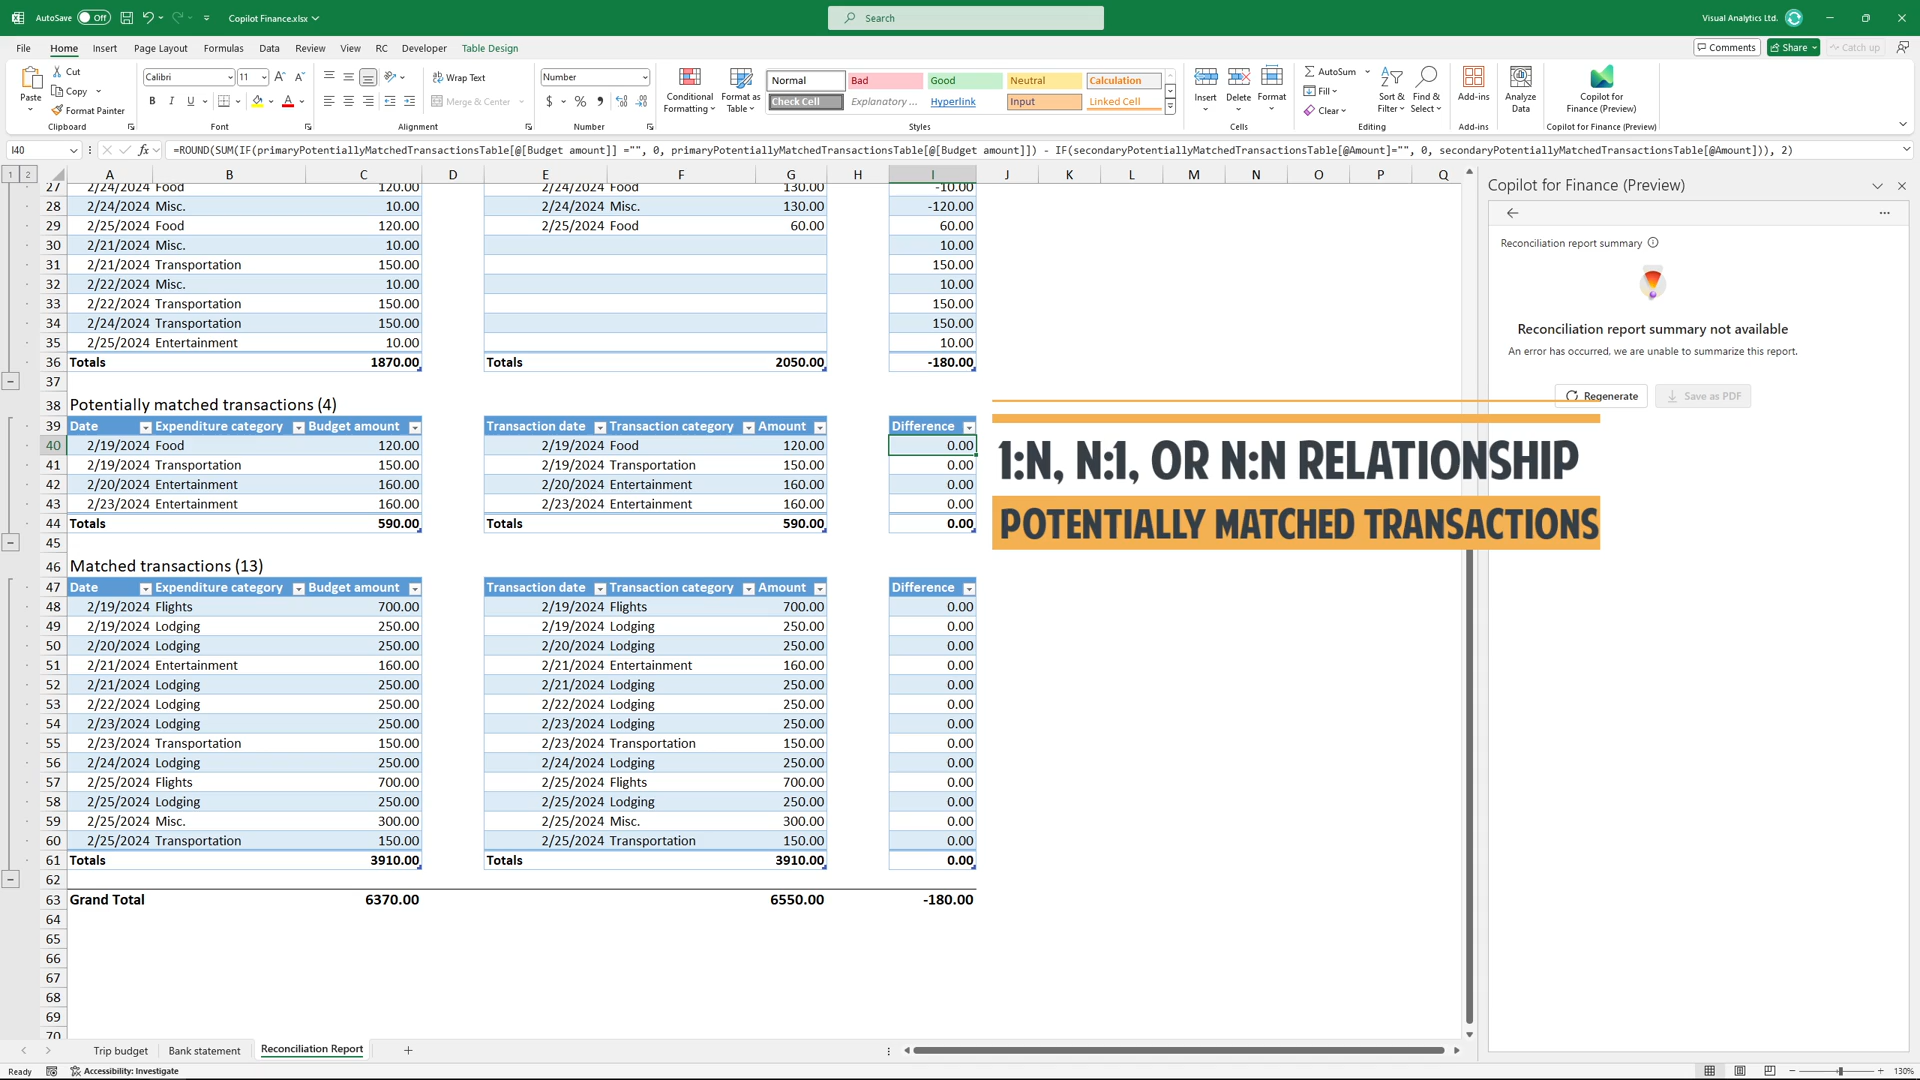 AutoSave Off Copilot Finance.xlsx Search Visual Analytics Ltd.
File Home Insert Page Layout Formulas Data Review View RC Developer Table Design Comments Share Catch up
Paste Cut Copy Format Painter Clipboard
Calibri 11 B I U Font
Wrap Text Merge & Center Alignment
Number $ % Number
Conditional Formatting Format as Table
Normal Bad Good Neutral Calculation
Check Cell Explanatory ... Hyperlink Input Linked Cell
Styles
Insert Delete Format Cells
AutoSum Fill Clear Sort & Filter Find & Select Editing
Add-ins Add-ins
Analyze Data
Copilot for Finance (Preview) Copilot for Finance (Preview)
I40 fx =ROUND(SUM(IF(primaryPotentiallyMatchedTransactionsTable[@[Budget amount]] ="", 0, primaryPotentiallyMatchedTransactionsTable[@[Budget amount]]) - IF(secondaryPotentiallyMatchedTransactionsTable[@Amount]="", 0, secondaryPotentiallyMatchedTransactionsTable[@Amount])), 2)
1 2 A B C D E F G H I J K L M N O P Q
27 2/24/2024 Food 120.00 2/24/2024 Food 130.00 -10.00
28 2/24/2024 Misc. 10.00 2/24/2024 Misc. 130.00 -120.00
29 2/25/2024 Food 120.00 2/25/2024 Food 60.00 60.00
30 2/21/2024 Misc. 10.00 10.00
31 2/21/2024 Transportation 150.00 150.00
32 2/22/2024 Misc. 10.00 10.00
33 2/22/2024 Transportation 150.00 150.00
34 2/24/2024 Transportation 150.00 150.00
35 2/25/2024 Entertainment 10.00 10.00
36 Totals 1870.00 Totals 2050.00 -180.00
37
38 Potentially matched transactions (4)
39 Date Expenditure category Budget amount Transaction date Transaction category Amount Difference
40 2/19/2024 Food 120.00 2/19/2024 Food 120.00 0.00
41 2/19/2024 Transportation 150.00 2/19/2024 Transportation 150.00 0.00
42 2/20/2024 Entertainment 160.00 2/20/2024 Entertainment 160.00 0.00
43 2/23/2024 Entertainment 160.00 2/23/2024 Entertainment 160.00 0.00
44 Totals 590.00 Totals 590.00 0.00
45
46 Matched transactions (13)
47 Date Expenditure category Budget amount Transaction date Transaction category Amount Difference
48 2/19/2024 Flights 700.00 2/19/2024 Flights 700.00 0.00
49 2/19/2024 Lodging 250.00 2/19/2024 Lodging 250.00 0.00
50 2/20/2024 Lodging 250.00 2/20/2024 Lodging 250.00 0.00
51 2/21/2024 Entertainment 160.00 2/21/2024 Entertainment 160.00 0.00
52 2/21/2024 Lodging 250.00 2/21/2024 Lodging 250.00 0.00
53 2/22/2024 Lodging 250.00 2/22/2024 Lodging 250.00 0.00
54 2/23/2024 Lodging 250.00 2/23/2024 Lodging 250.00 0.00
55 2/23/2024 Transportation 150.00 2/23/2024 Transportation 150.00 0.00
56 2/24/2024 Lodging 250.00 2/24/2024 Lodging 250.00 0.00
57 2/25/2024 Flights 700.00 2/25/2024 Flights 700.00 0.00
58 2/25/2024 Lodging 250.00 2/25/2024 Lodging 250.00 0.00
59 2/25/2024 Misc. 300.00 2/25/2024 Misc. 300.00 0.00
60 2/25/2024 Transportation 150.00 2/25/2024 Transportation 150.00 0.00
61 Totals 3910.00 Totals 3910.00 0.00
62
63 Grand Total 6370.00 6550.00 -180.00
64
65
66
67
68
69
70
1:N, N:1, OR N:N RELATIONSHIP
POTENTIALLY MATCHED TRANSACTIONS
Copilot for Finance (Preview)
Reconciliation report summary
Reconciliation report summary not available
An error has occurred, we are unable to summarize this report.
Regenerate Save as PDF
Trip budget Bank statement Reconciliation Report
Ready Accessibility: Investigate 130%